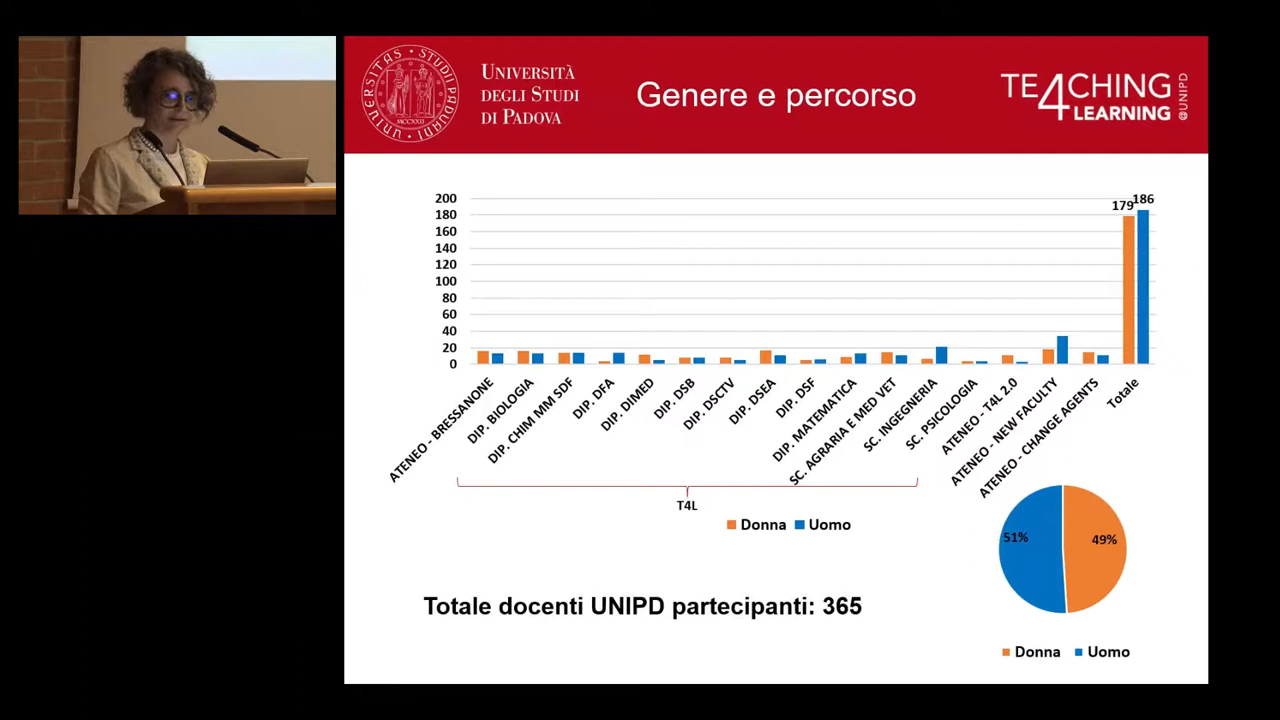 UNIVERSITAS STUDII PADUANI
MCCXXII
UNIVERSITÀ
DEGLI STUDI
DI PADOVA
Genere e percorso
TE4CHING
LEARNING
@UNIPD
200
180
160
140
120
100
80
60
40
20
0
179
186
ATENEO - BRESSANONE
DIP. BIOLOGIA
DIP. CHIM MM SDF
DIP. DFA
DIP. DIMED
DIP. DSB
DIP. DSCTV
DIP. DSEA
DIP. DSF
DIP. MATEMATICA
SC. AGRARIA E MED VET
SC. INGEGNERIA
SC. PSICOLOGIA
ATENEO - T4L 2.0
ATENEO - NEW FACULTY
ATENEO - CHANGE AGENTS
Totale
T4L
Donna Uomo
51%
49%
Totale docenti UNIPD partecipanti: 365
Donna Uomo